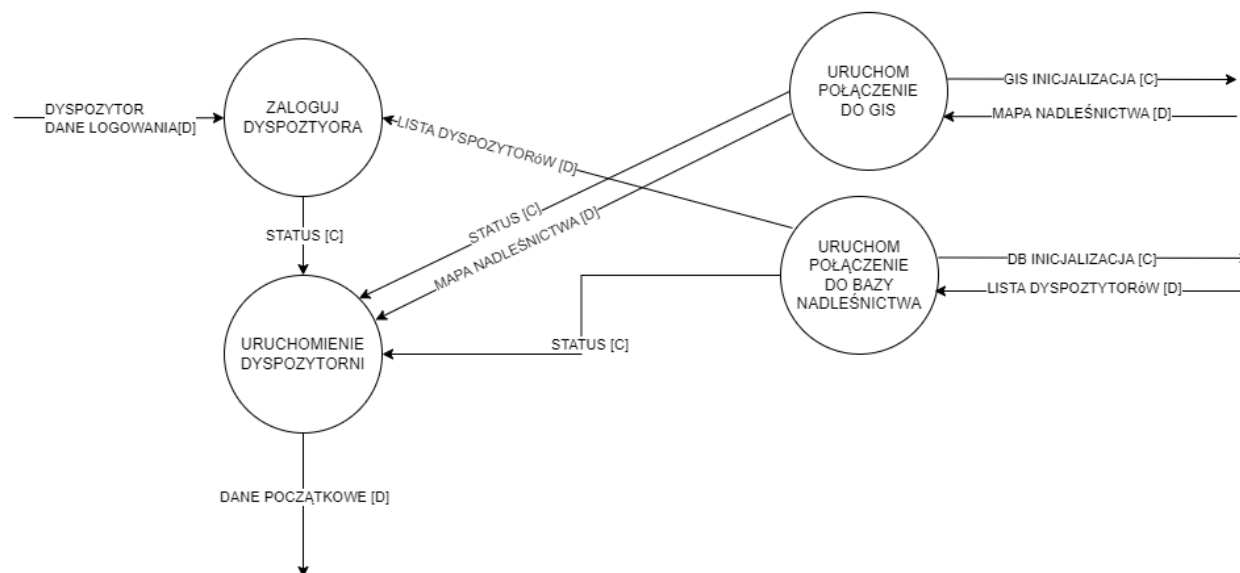 DYSPOZYTOR
DANE LOGOWANIA[D]
ZALOGUJ
DYSPOZTYORA
LISTA DYSPOZYTORóW [D]
URUCHOM
POŁĄCZENIE
DO GIS
GIS INICJALIZACJA [C]
MAPA NADLEŚNICTWA [D]
STATUS [C]
STATUS [C]
MAPA NADLEŚNICTWA [D]
URUCHOM
POŁĄCZENIE
DO BAZY
NADLEŚNICTWA
DB INICJALIZACJA [C]
LISTA DYSPOZTYTORóW [D]
URUCHOMIENIE
DYSPOZYTORNI
STATUS [C]
DANE POCZĄTKOWE [D]